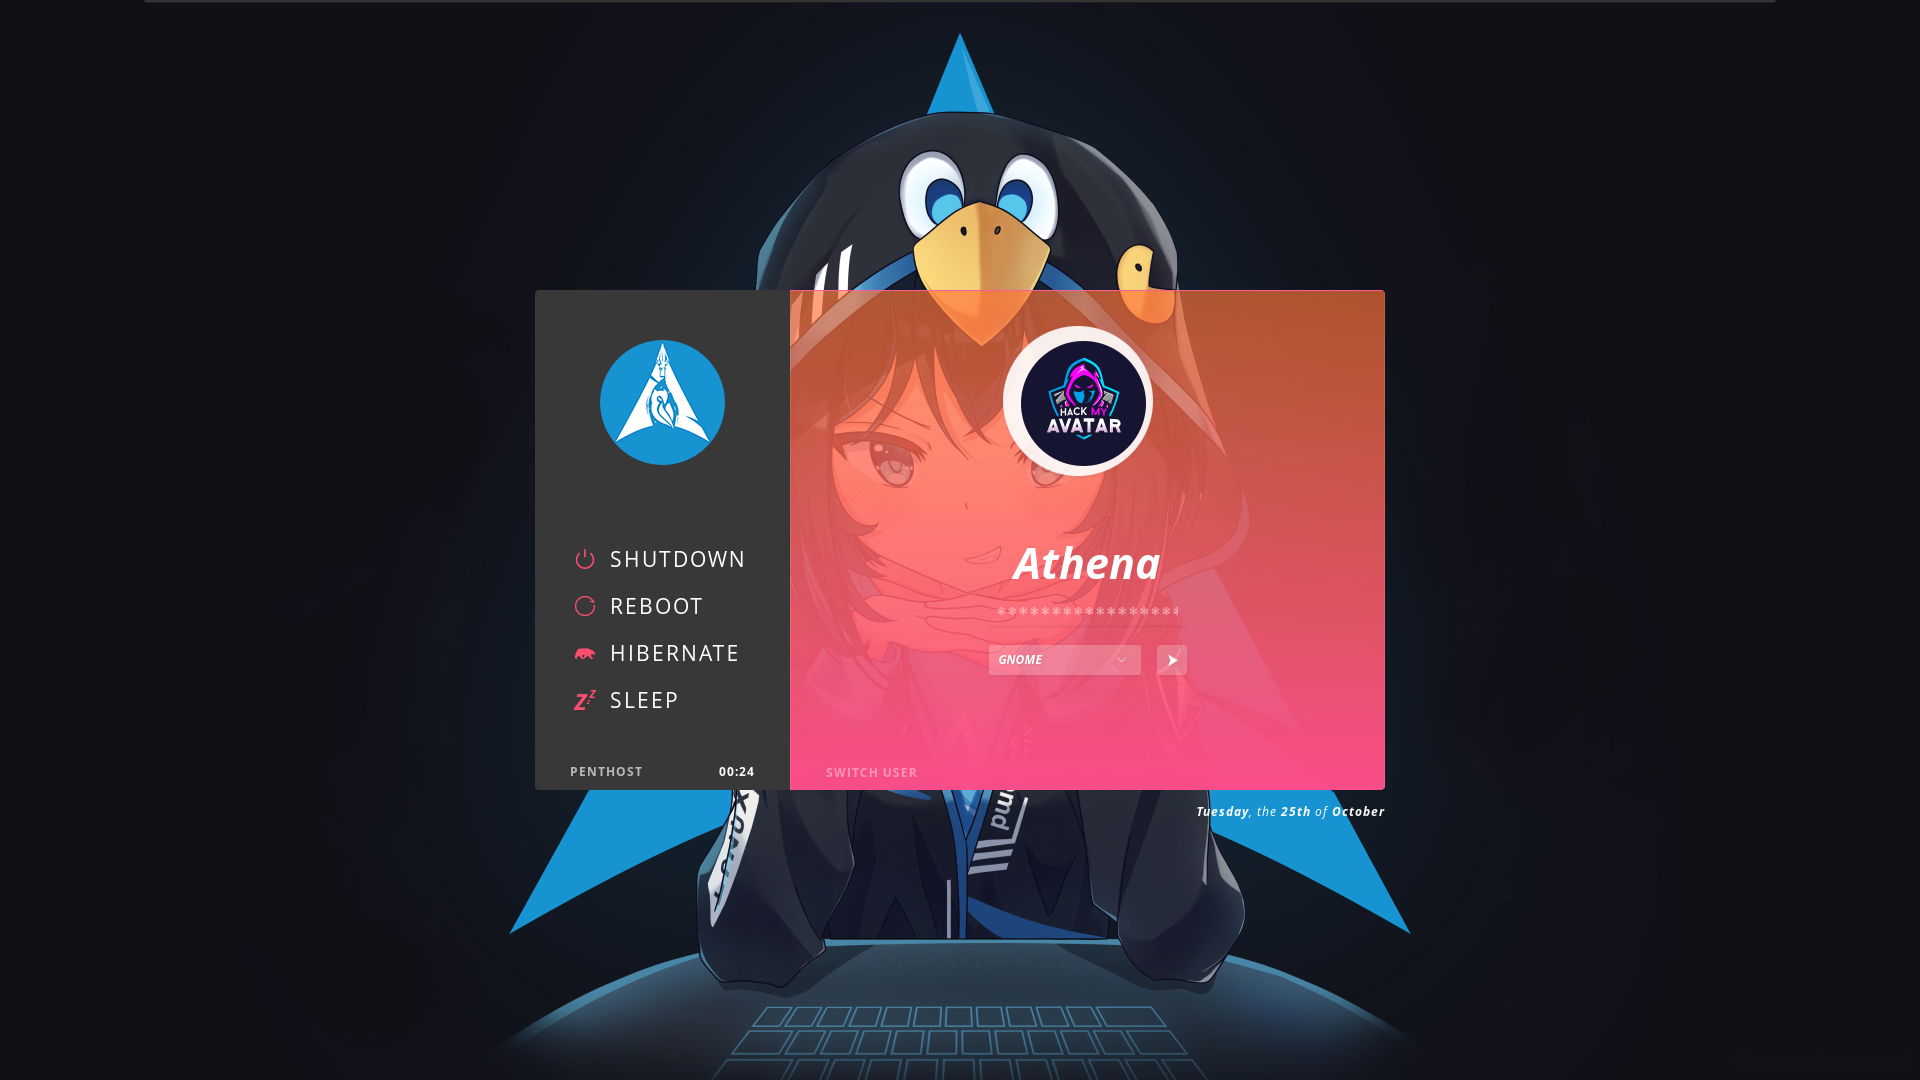 HACK MY
AVATAR
SHUTDOWN
REBOOT
HIBERNATE
SLEEP
PENTHOST 00:24
Athena
*****************
GNOME
SWITCH USER
Tuesday, the 25th of October